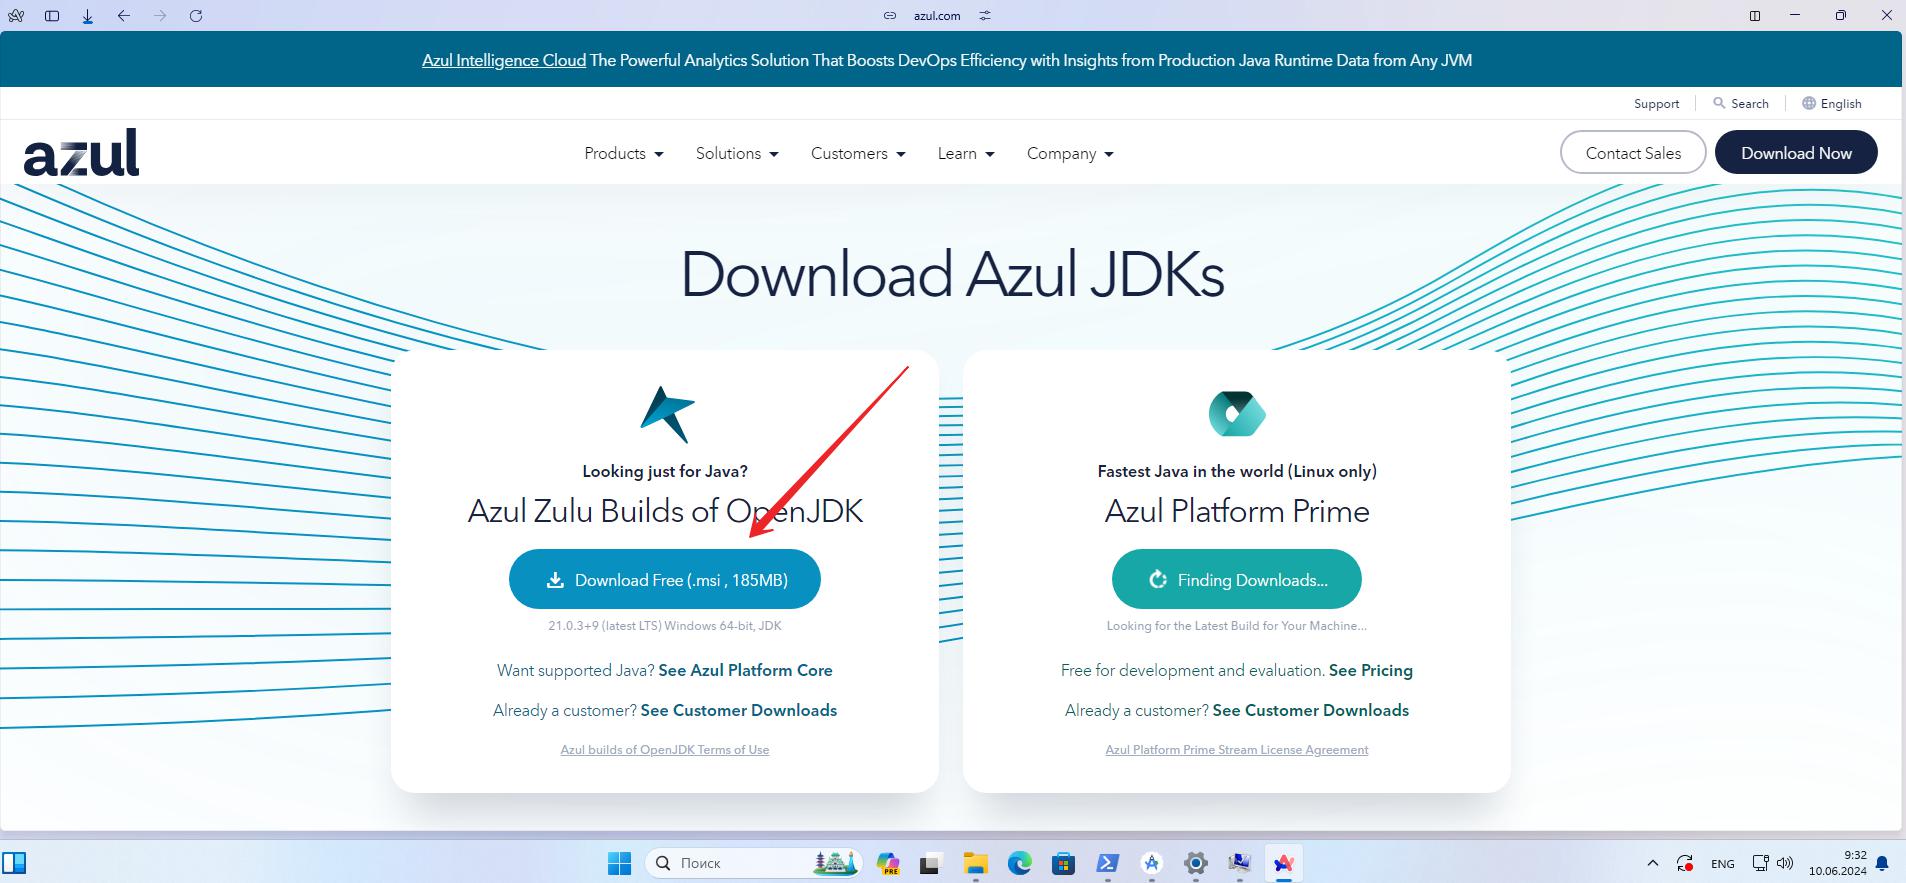 azul.com
Azul Intelligence Cloud The Powerful Analytics Solution That Boosts DevOps Efficiency with Insights from Production Java Runtime Data from Any JVM
Support
Search
English
azul
Products
Solutions
Customers
Learn
Company
Contact Sales
Download Now
Download Azul JDKs
Looking just for Java?
Azul Zulu Builds of OpenJDK
Download Free (.msi , 185MB)
21.0.3+9 (latest LTS) Windows 64-bit, JDK
Want supported Java? See Azul Platform Core
Already a customer? See Customer Downloads
Azul builds of OpenJDK Terms of Use
Fastest Java in the world (Linux only)
Azul Platform Prime
Finding Downloads...
Looking for the Latest Build for Your Machine...
Free for development and evaluation. See Pricing
Already a customer? See Customer Downloads
Azul Platform Prime Stream License Agreement
Поиск
PRE
ENG
9:32
10.06.2024